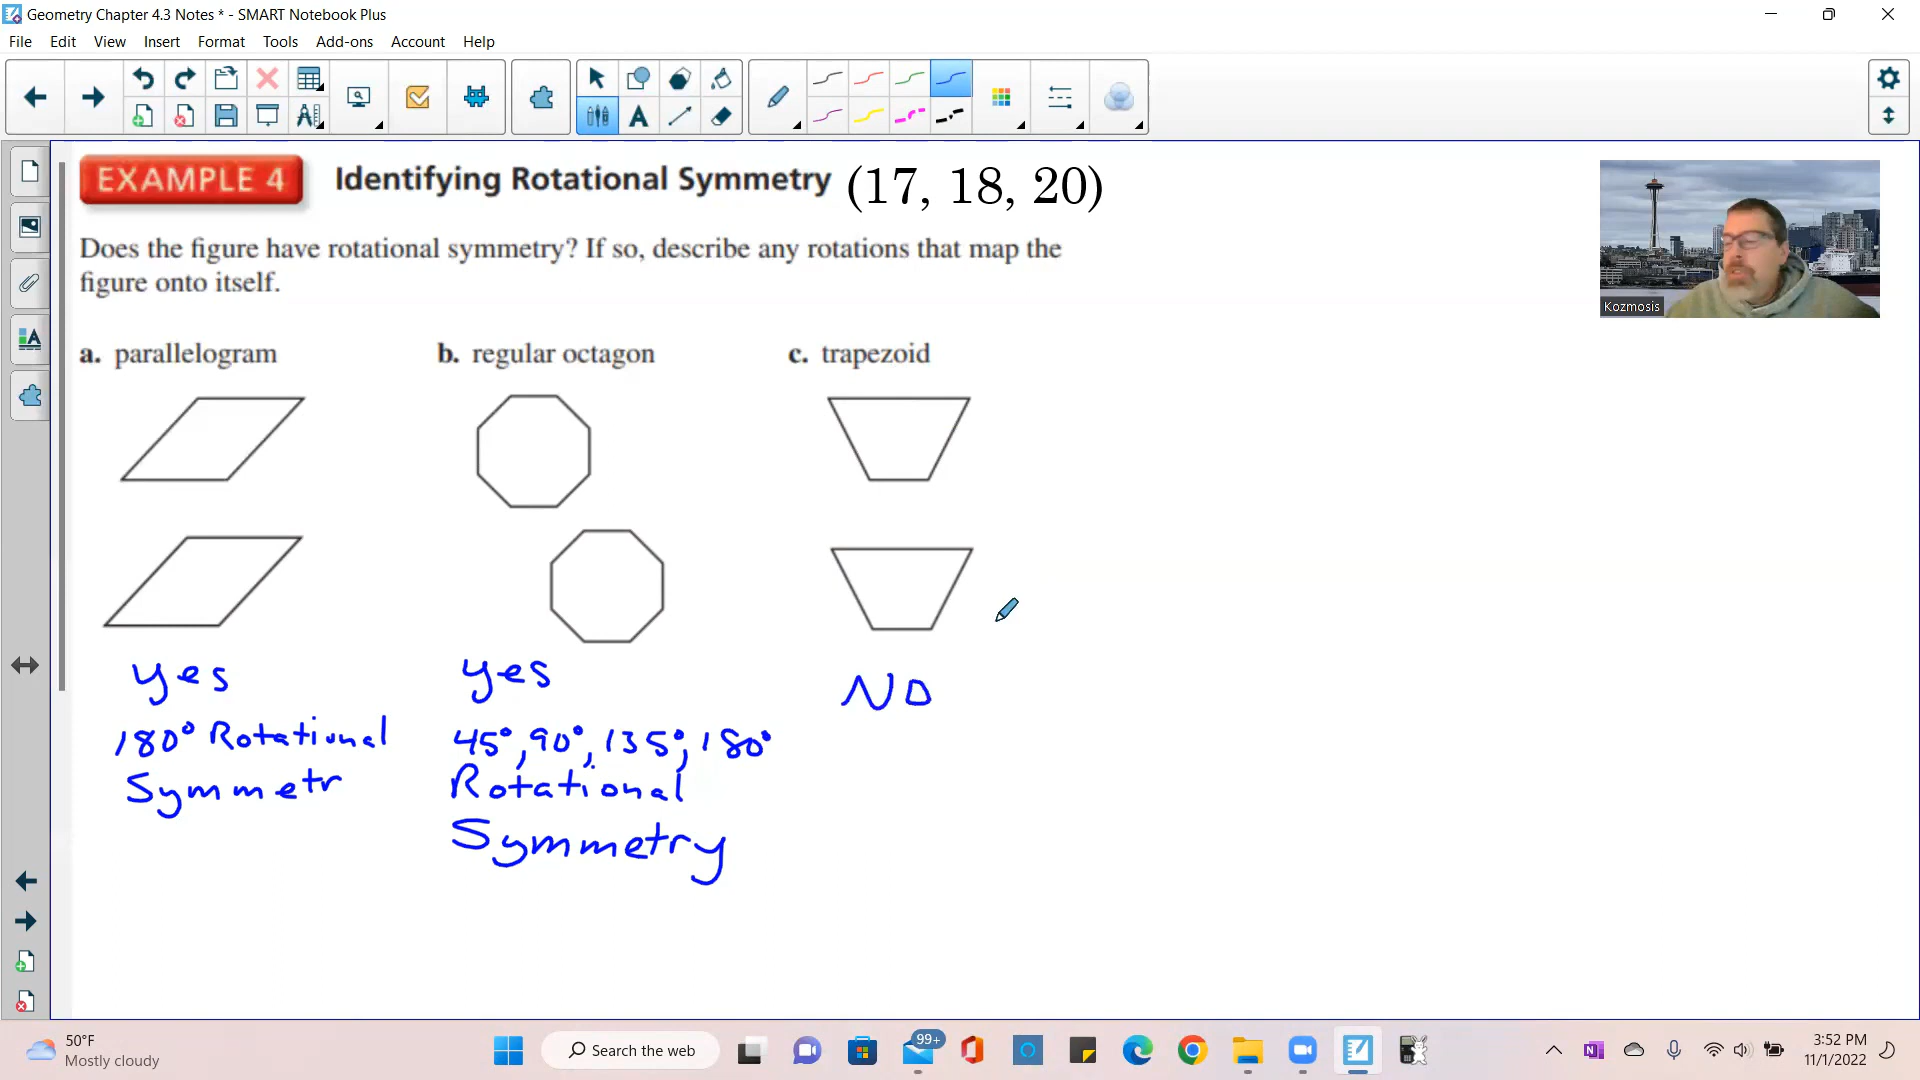 Geometry Chapter 4.3 Notes * - SMART Notebook Plus
File Edit View Insert Format Tools Add-ons Account Help
EXAMPLE 4 Identifying Rotational Symmetry (17, 18, 20)
Does the figure have rotational symmetry? If so, describe any rotations that map the
figure onto itself.
a. parallelogram b. regular octagon c. trapezoid
yes yes NO
180° Rotational 45°, 90°, 135°, 180°
Symmetr Rotational
Symmetry
Kozmosis
50°F
Mostly cloudy
Search the web
99+
3:52 PM
11/1/2022